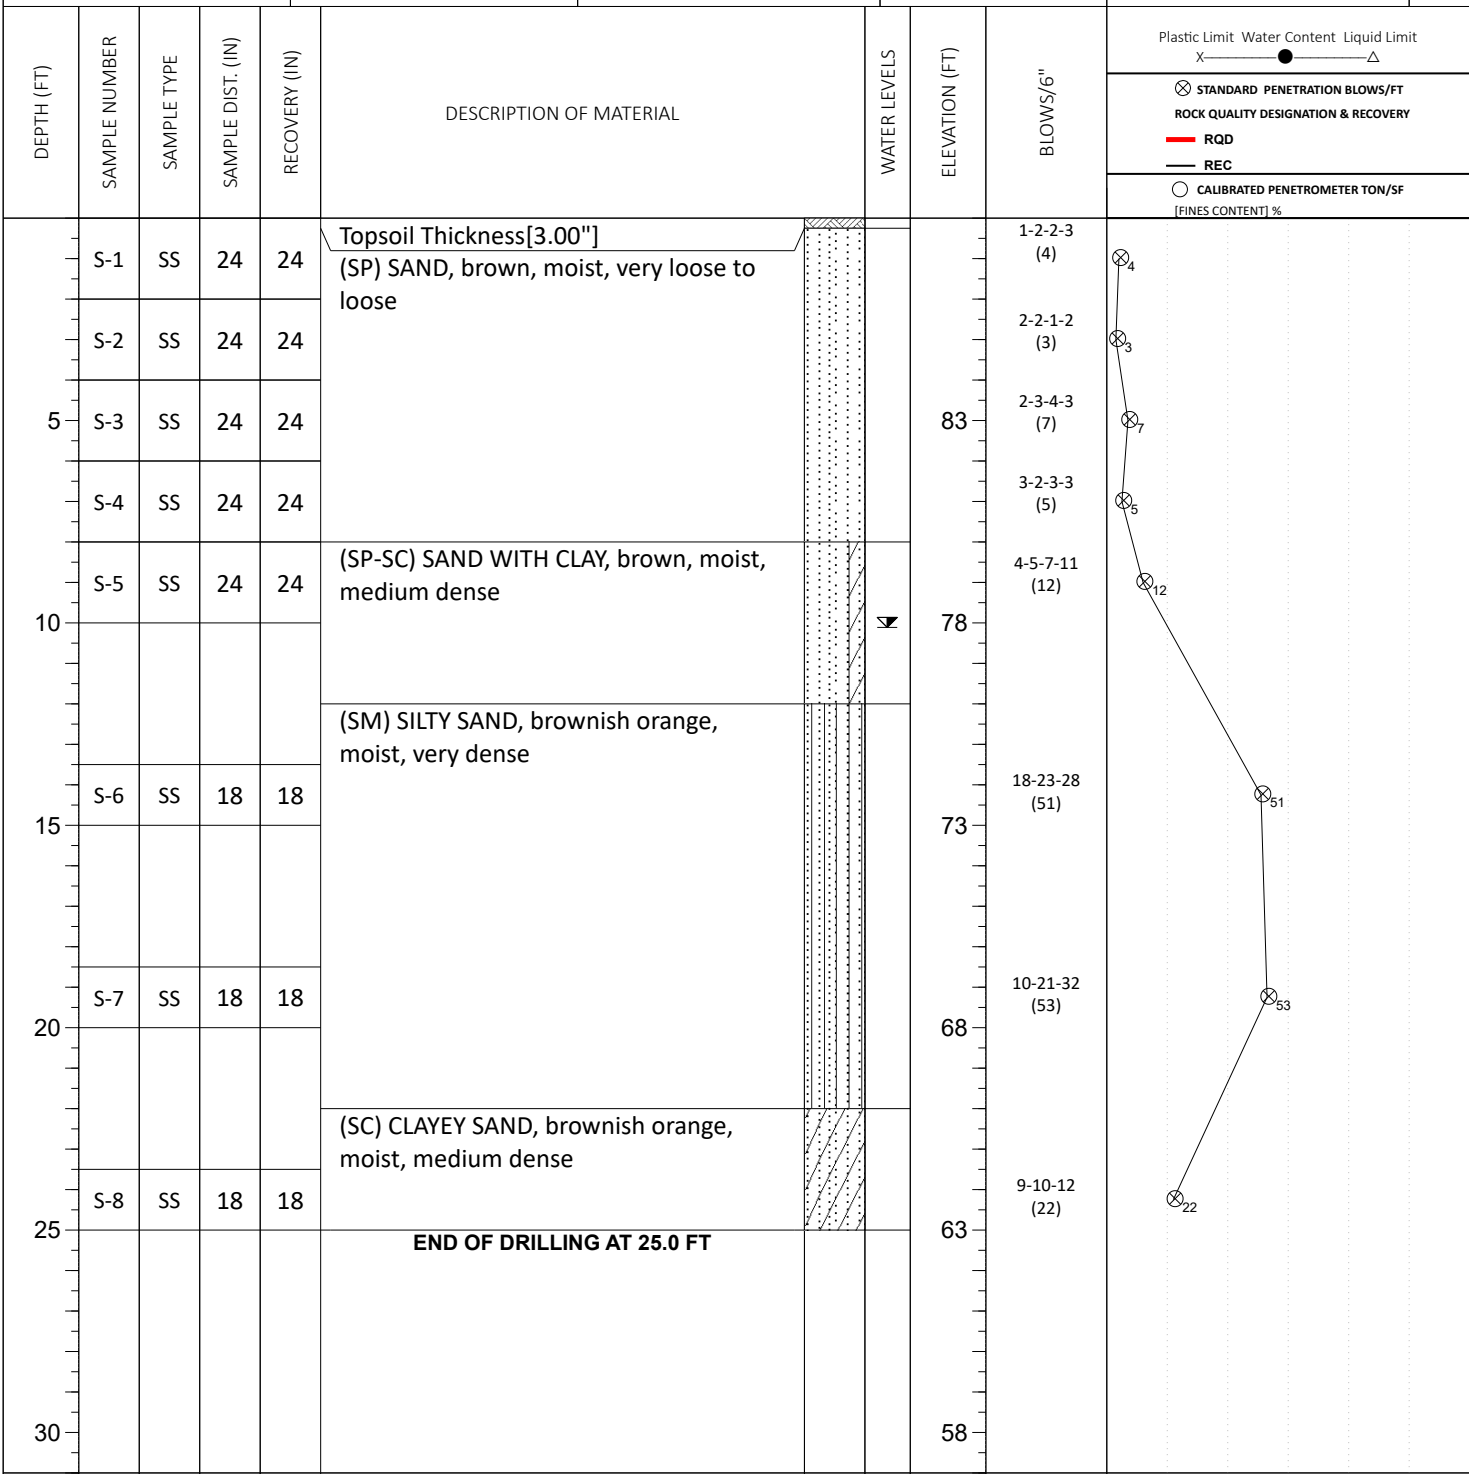 DEPTH (FT)
SAMPLE NUMBER
SAMPLE TYPE
SAMPLE DIST. (IN)
RECOVERY (IN)
DESCRIPTION OF MATERIAL
WATER LEVELS
ELEVATION (FT)
BLOWS/6"
Plastic Limit Water Content Liquid Limit
X
STANDARD PENETRATION BLOWS/FT
ROCK QUALITY DESIGNATION & RECOVERY
RQD
REC
CALIBRATED PENETROMETER TON/SF
[FINES CONTENT] %
Topsoil Thickness[3.00"]
S-1 SS 24 24
(SP) SAND, brown, moist, very loose to
loose
1-2-2-3
(4)
4
S-2 SS 24 24
2-2-1-2
(3)
3
5 S-3 SS 24 24
83
2-3-4-3
(7)
7
S-4 SS 24 24
3-2-3-3
(5)
5
S-5 SS 24 24
(SP-SC) SAND WITH CLAY, brown, moist,
medium dense
4-5-7-11
(12)
12
10
78
(SM) SILTY SAND, brownish orange,
moist, very dense
S-6 SS 18 18
18-23-28
(51)
51
15
73
S-7 SS 18 18
10-21-32
(53)
53
20
68
(SC) CLAYEY SAND, brownish orange,
moist, medium dense
S-8 SS 18 18
9-10-12
(22)
22
25
63
END OF DRILLING AT 25.0 FT
30
58